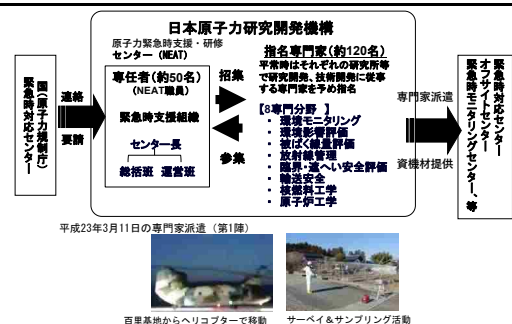 日本原子力研究開発機構
原子力緊急時支援・研修
センター(NEAT)
専任者(約50名)
(NEAT職員)
緊急時支援組織
センター長
総括班 運営班
招集
参集
指名専門家(約120名)
平常時はそれぞれの研究所等
で研究開発、技術開発に従事
する専門家を予め指名
【8専門分野 】
・ 環境モニタリング
・ 環境影響評価
・ 被ばく線量評価
・ 放射線管理
・ 臨界・遮へい安全評価
・ 輸送安全
・ 核燃料工学
・ 原子炉工学
国(原子力規制庁)
緊急時対応センター
連絡
要請
専門家派遣
資機材提供
緊急時対応センター
オフサイトセンター
緊急時モニタリングセンター、等
平成23年3月11日の専門家派遣(第1陣)
百里基地からヘリコプターで移動
サーベイ&サンプリング活動